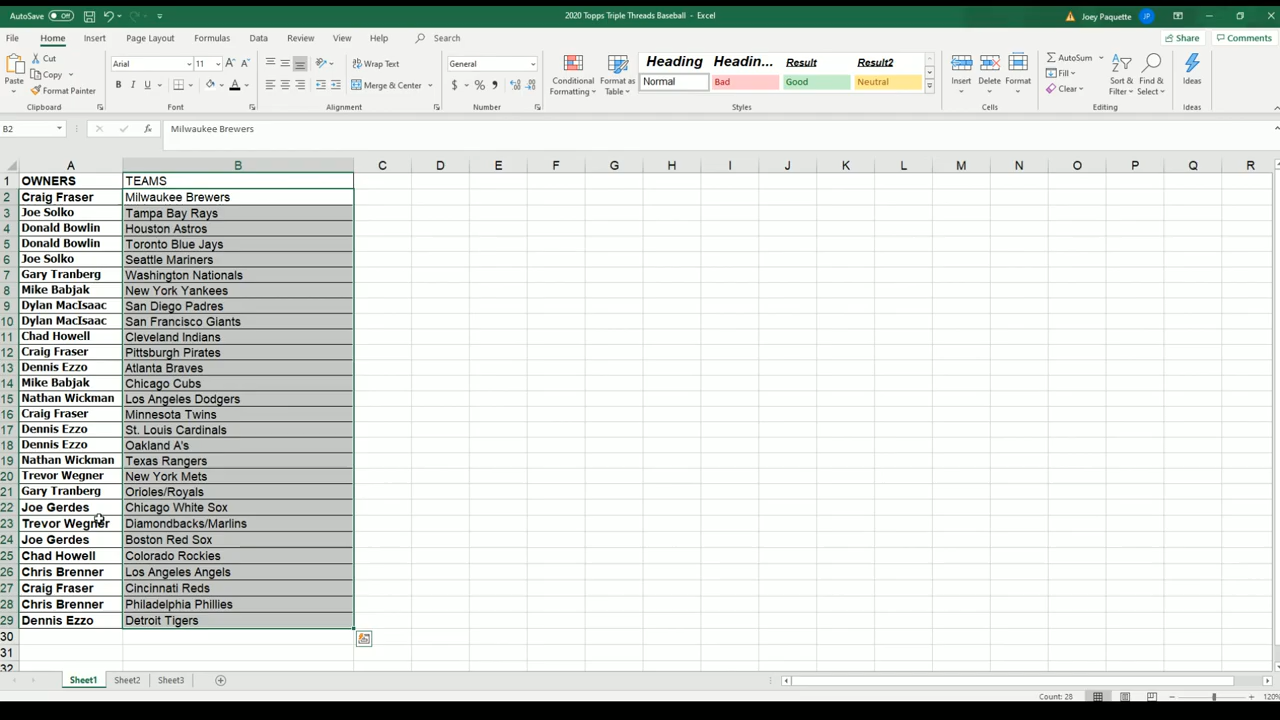 AutoSave Off
2020 Topps Triple Threads Baseball - Excel
Joey Paquette JP
File Home Insert Page Layout Formulas Data Review View Help Search
Share Comments
Paste
Cut
Copy
Format Painter
Clipboard
Arial 11
B I U
Font
Wrap Text
Merge & Center
Alignment
General
$ % ,
Number
Conditional Formatting
Format as Table
Heading Headin... Result Result2
Normal Bad Good Neutral
Styles
Insert Delete Format
Cells
AutoSum
Fill
Clear
Sort & Filter
Find & Select
Editing
Ideas
Ideas
B2 fx Milwaukee Brewers
A B C D E F G H I J K L M N O P Q R
1 OWNERS TEAMS
2 Craig Fraser Milwaukee Brewers
3 Joe Solko Tampa Bay Rays
4 Donald Bowlin Houston Astros
5 Donald Bowlin Toronto Blue Jays
6 Joe Solko Seattle Mariners
7 Gary Tranberg Washington Nationals
8 Mike Babjak New York Yankees
9 Dylan MacIsaac San Diego Padres
10 Dylan MacIsaac San Francisco Giants
11 Chad Howell Cleveland Indians
12 Craig Fraser Pittsburgh Pirates
13 Dennis Ezzo Atlanta Braves
14 Mike Babjak Chicago Cubs
15 Nathan Wickman Los Angeles Dodgers
16 Craig Fraser Minnesota Twins
17 Dennis Ezzo St. Louis Cardinals
18 Dennis Ezzo Oakland A's
19 Nathan Wickman Texas Rangers
20 Trevor Wegner New York Mets
21 Gary Tranberg Orioles/Royals
22 Joe Gerdes Chicago White Sox
23 Trevor Wegner Diamondbacks/Marlins
24 Joe Gerdes Boston Red Sox
25 Chad Howell Colorado Rockies
26 Chris Brenner Los Angeles Angels
27 Craig Fraser Cincinnati Reds
28 Chris Brenner Philadelphia Phillies
29 Dennis Ezzo Detroit Tigers
30
31
32
Sheet1 Sheet2 Sheet3
Count: 28
120%